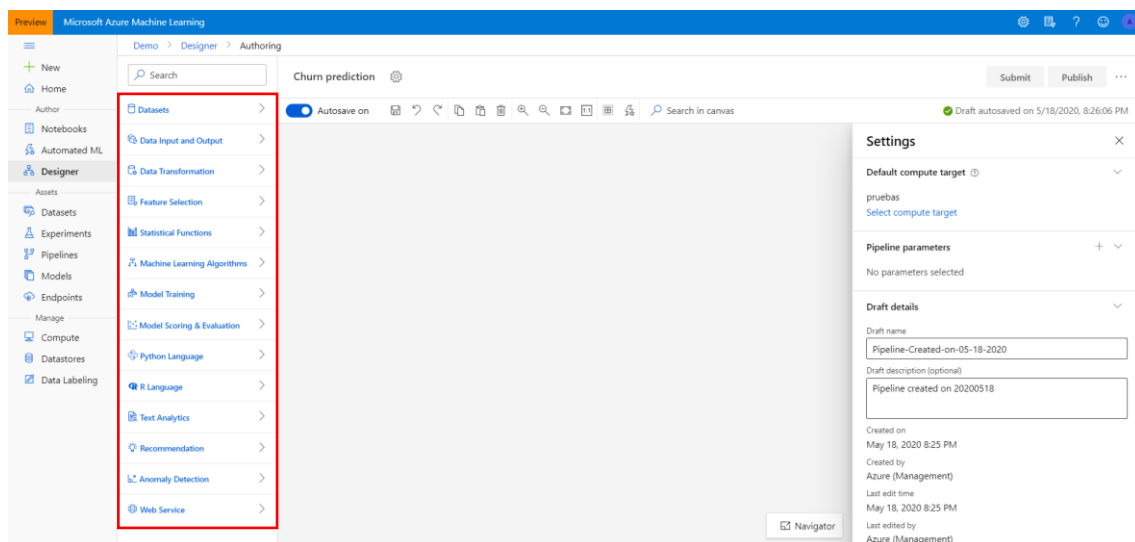 Preview Microsoft Azure Machine Learning
Demo > Designer > Authoring
New
Home
Author
Notebooks
Automated ML
Designer
Assets
Datasets
Experiments
Pipelines
Models
Endpoints
Manage
Compute
Datastores
Data Labeling
Search
Datasets
Data Input and Output
Data Transformation
Feature Selection
Statistical Functions
Machine Learning Algorithms
Model Training
Model Scoring & Evaluation
Python Language
R Language
Text Analytics
Recommendation
Anomaly Detection
Web Service
Churn prediction
Submit Publish ...
Autosave on
1:1
Search in canvas
Draft autosaved on 5/18/2020, 8:26:06 PM
Navigator
Settings
Default compute target
pruebas
Select compute target
Pipeline parameters
No parameters selected
Draft details
Draft name
Pipeline-Created-on-05-18-2020
Draft description (optional)
Pipeline created on 20200518
Created on
May 18, 2020 8:25 PM
Created by
Azure (Management)
Last edit time
May 18, 2020 8:25 PM
Last edited by
Azure (Management)